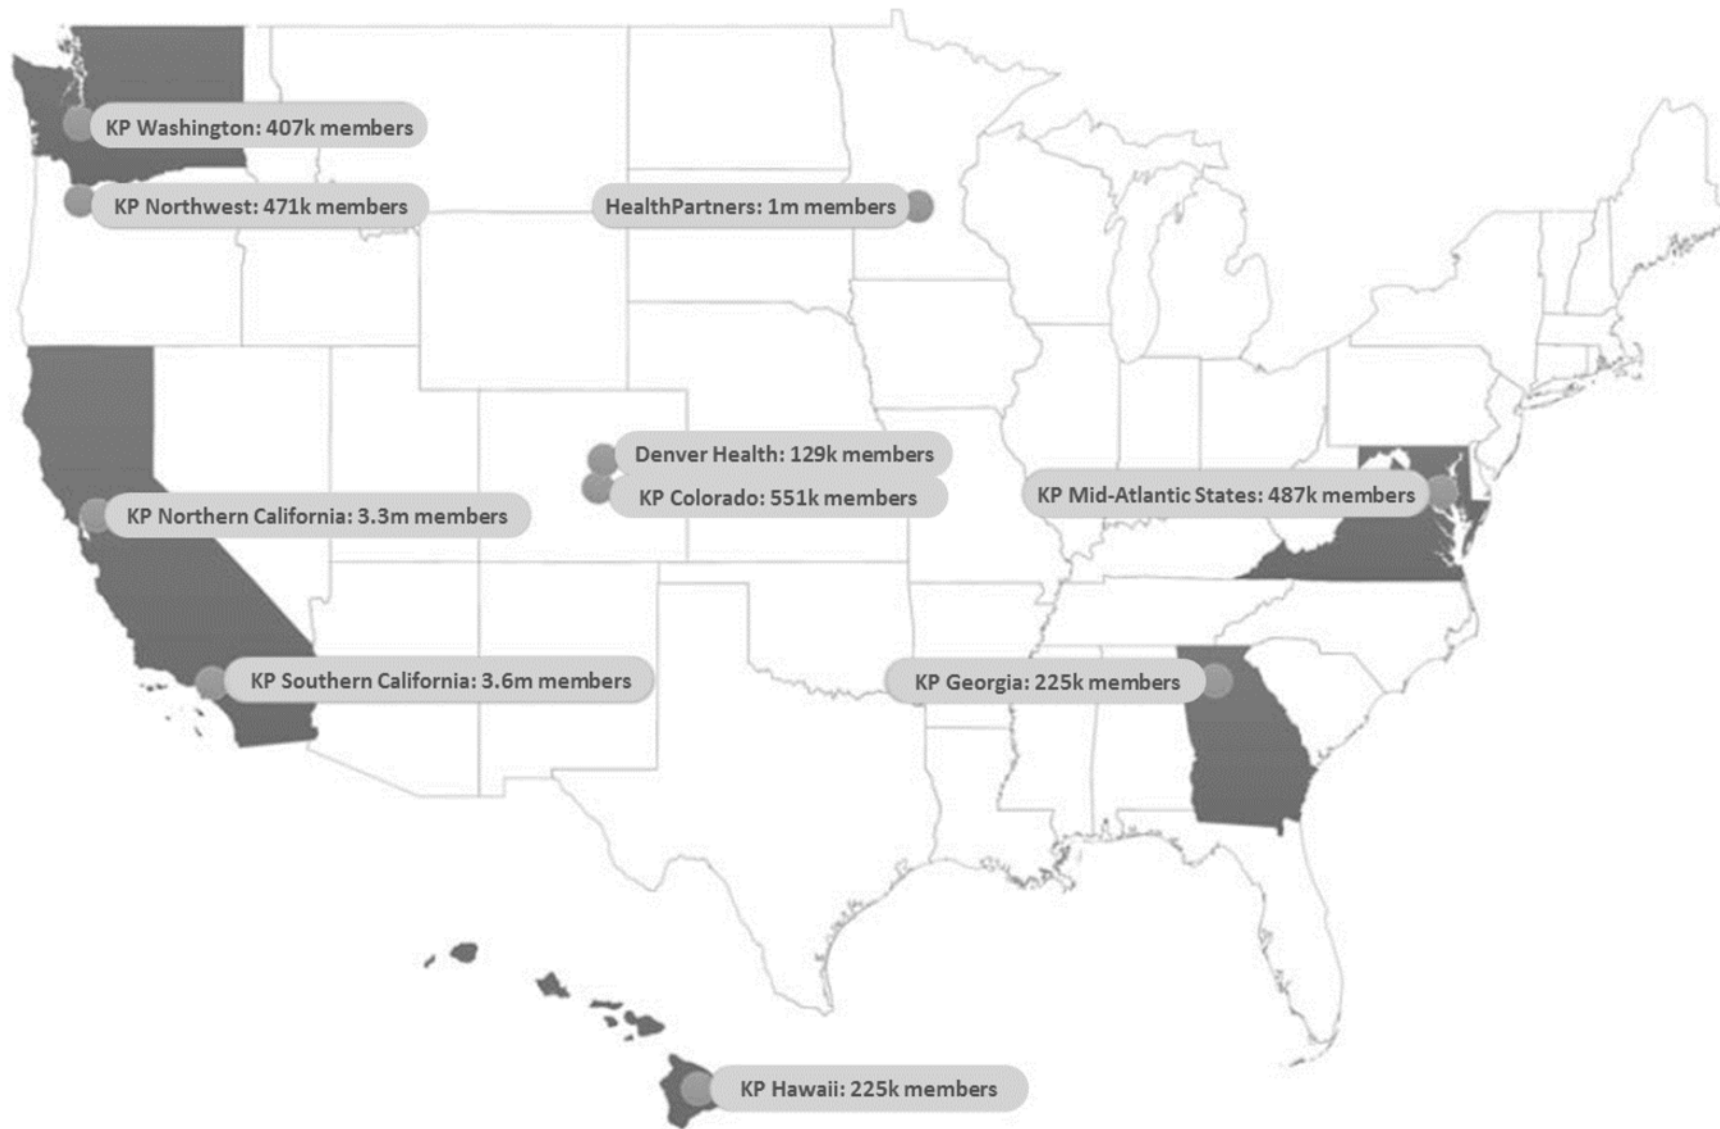 KP Washington: 407k members
KP Northwest: 471k members
HealthPartners: 1m members
Denver Health: 129k members
KP Colorado: 551k members
KP Mid-Atlantic States: 487k members
KP Northern California: 3.3m members
KP Southern California: 3.6m members
KP Georgia: 225k members
KP Hawaii: 225k members